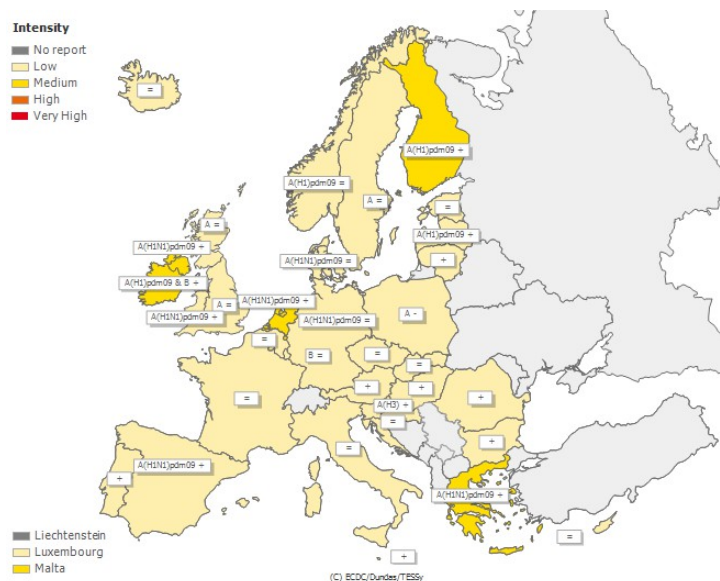 Intensity
No report
Low
Medium
High
Very High
=
A(H1)pdm09 +
A(H1)pdm09 =
A =
=
A =
A(H1)pdm09 +
A(H1N1)pdm09 +
A(H1N1)pdm09 =
+
A(H1)pdm09 & B +
A(H1N1)pdm09 +
A =
A(H1N1)pdm09 +
A(H1N1)pdm09 =
A -
=
B =
=
=
+
+
=
A(H3) +
+
=
+
=
A(H1N1)pdm09 +
+
A(H1N1)pdm09 +
=
+
Liechtenstein
Luxembourg
Malta
(C) ECDC/Dundas/TESSy